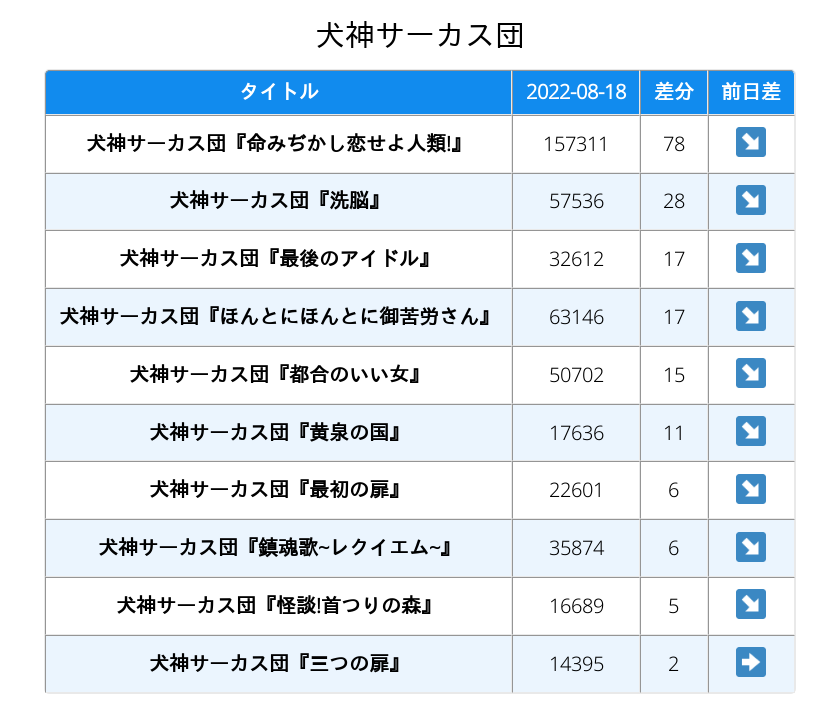 犬神サーカス団
タイトル 2022-08-18 差分 前日差
犬神サーカス団『命みぢかし恋せよ人類!』 157311 78
犬神サーカス団『洗脳』 57536 28
犬神サーカス団『最後のアイドル』 32612 17
犬神サーカス団『ほんとにほんとに御苦労さん』 63146 17
犬神サーカス団『都合のいい女』 50702 15
犬神サーカス団『黄泉の国』 17636 11
犬神サーカス団『最初の扉』 22601 6
犬神サーカス団『鎮魂歌~レクイエム~』 35874 6
犬神サーカス団『怪談!首つりの森』 16689 5
犬神サーカス団『三つの扉』 14395 2